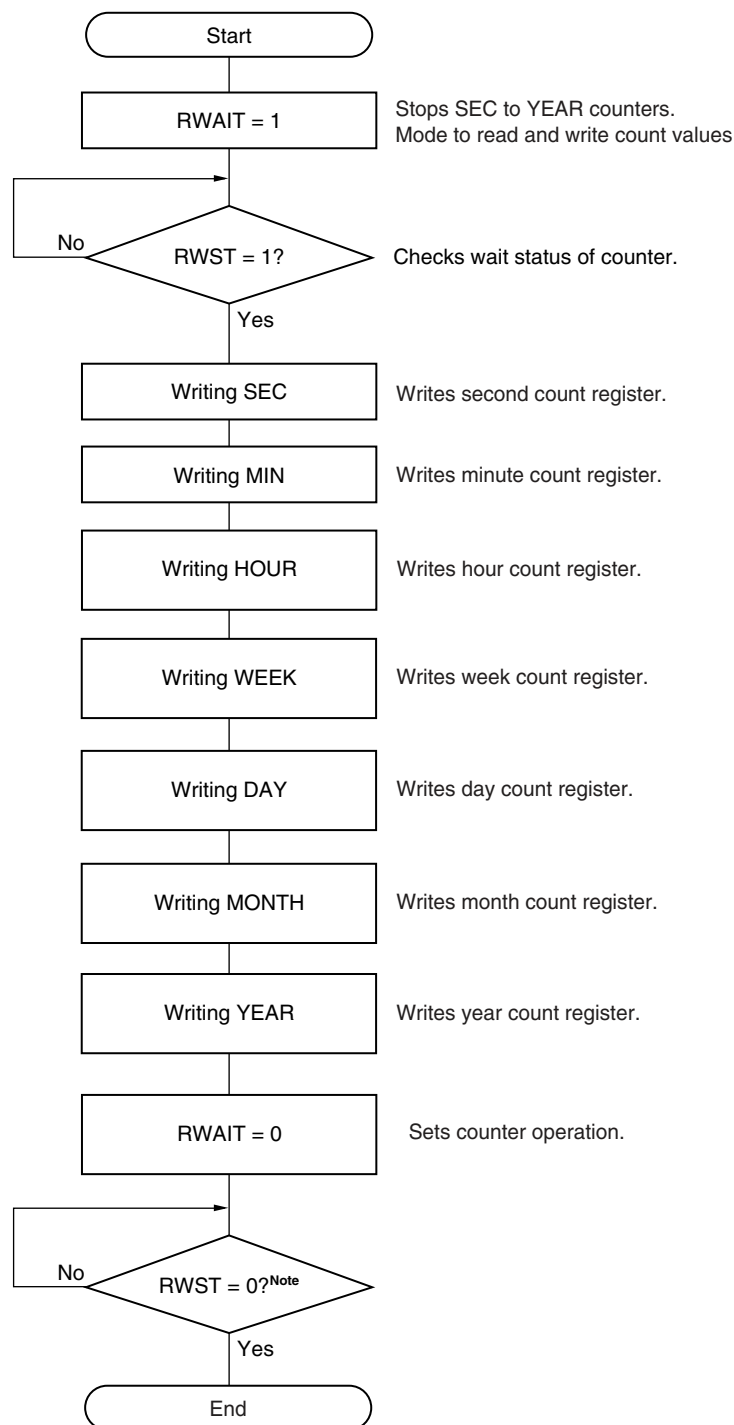 Start
RWAIT = 1
Stops SEC to YEAR counters.
Mode to read and write count values
No
RWST = 1?
Checks wait status of counter.
Yes
Writing SEC
Writes second count register.
Writing MIN
Writes minute count register.
Writing HOUR
Writes hour count register.
Writing WEEK
Writes week count register.
Writing DAY
Writes day count register.
Writing MONTH
Writes month count register.
Writing YEAR
Writes year count register.
RWAIT = 0
Sets counter operation.
No
RWST = 0?Note
Yes
End